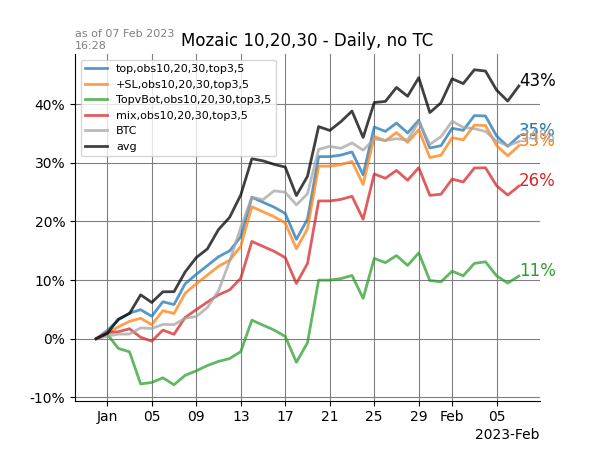 as of 07 Feb 2023
16:28
Mozaic 10,20,30 - Daily, no TC
top,obs10,20,30,top3,5
+SL,obs10,20,30,top3,5
TopvBot,obs10,20,30,top3,5
mix,obs10,20,30,top3,5
BTC
avg
43%
35%
33%
26%
11%
40%
30%
20%
10%
0%
-10%
Jan
05
09
13
17
21
25
29
Feb
05
2023-Feb